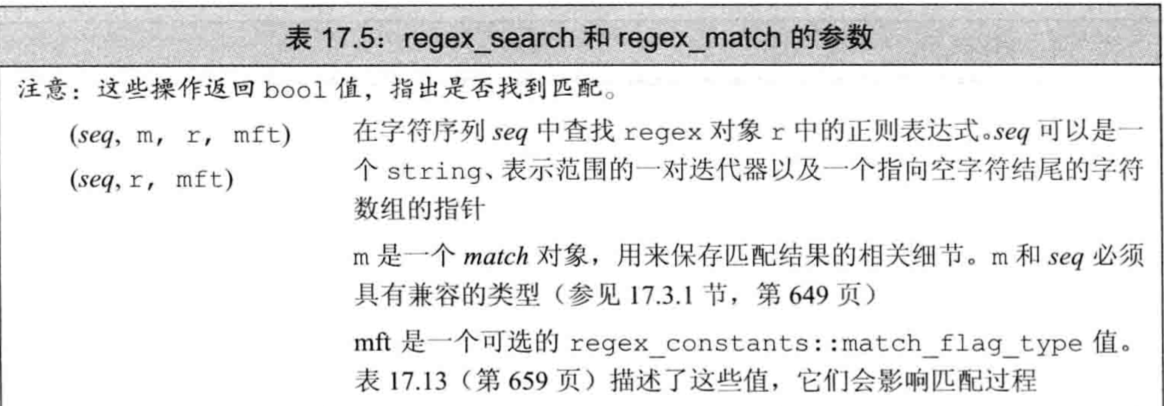 表 17.5：regex_search 和 regex_match 的参数
注意：这些操作返回 bool 值，指出是否找到匹配。
(seq, m, r, mft) 在字符序列 seq 中查找 regex 对象 r 中的正则表达式。seq 可以是一
(seq, r, mft) 个 string、表示范围的一对迭代器以及一个指向空字符结尾的字符
数组的指针
m 是一个 match 对象，用来保存匹配结果的相关细节。m 和 seq 必须
具有兼容的类型（参见 17.3.1 节，第 649 页）
mft 是一个可选的 regex_constants::match_flag_type 值。
表 17.13（第 659 页）描述了这些值，它们会影响匹配过程